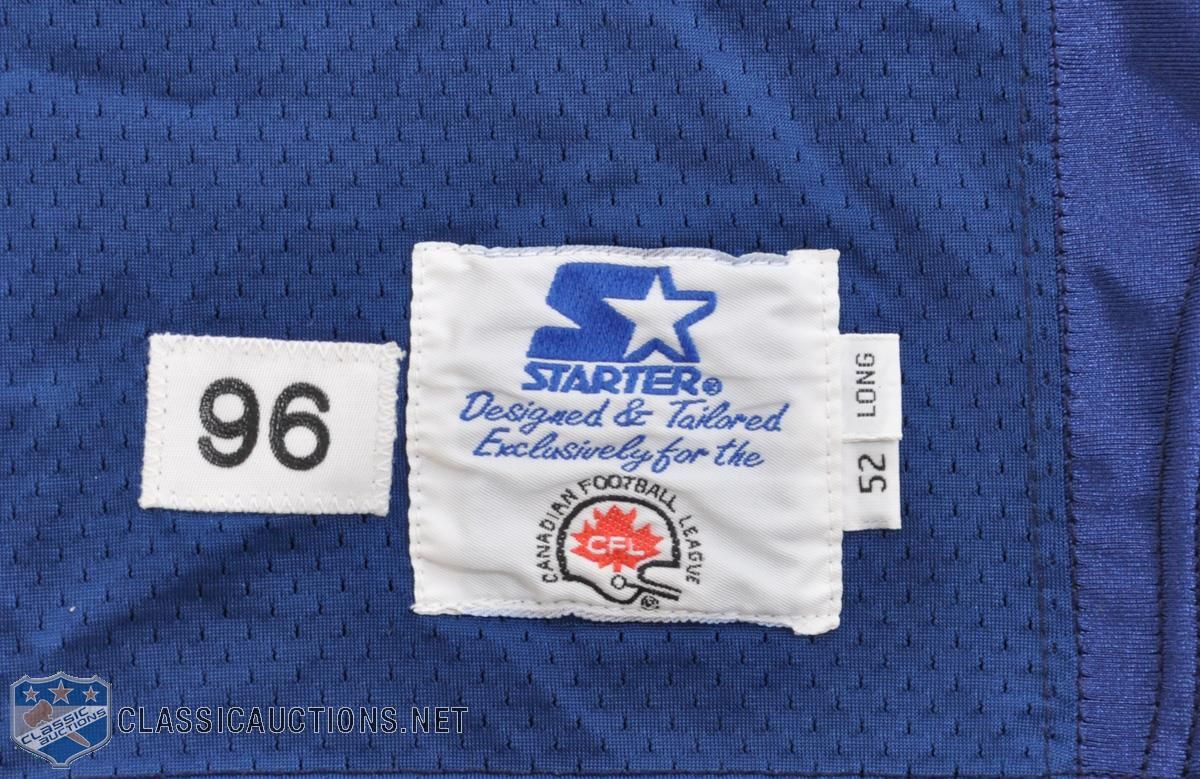 96
STARTER®
Designed & Tailored
Exclusively for the
CANADIAN FOOTBALL LEAGUE
CFL
®
LONG
52
CLASSIC
AUCTIONS
CLASSICAUCTIONS.NET